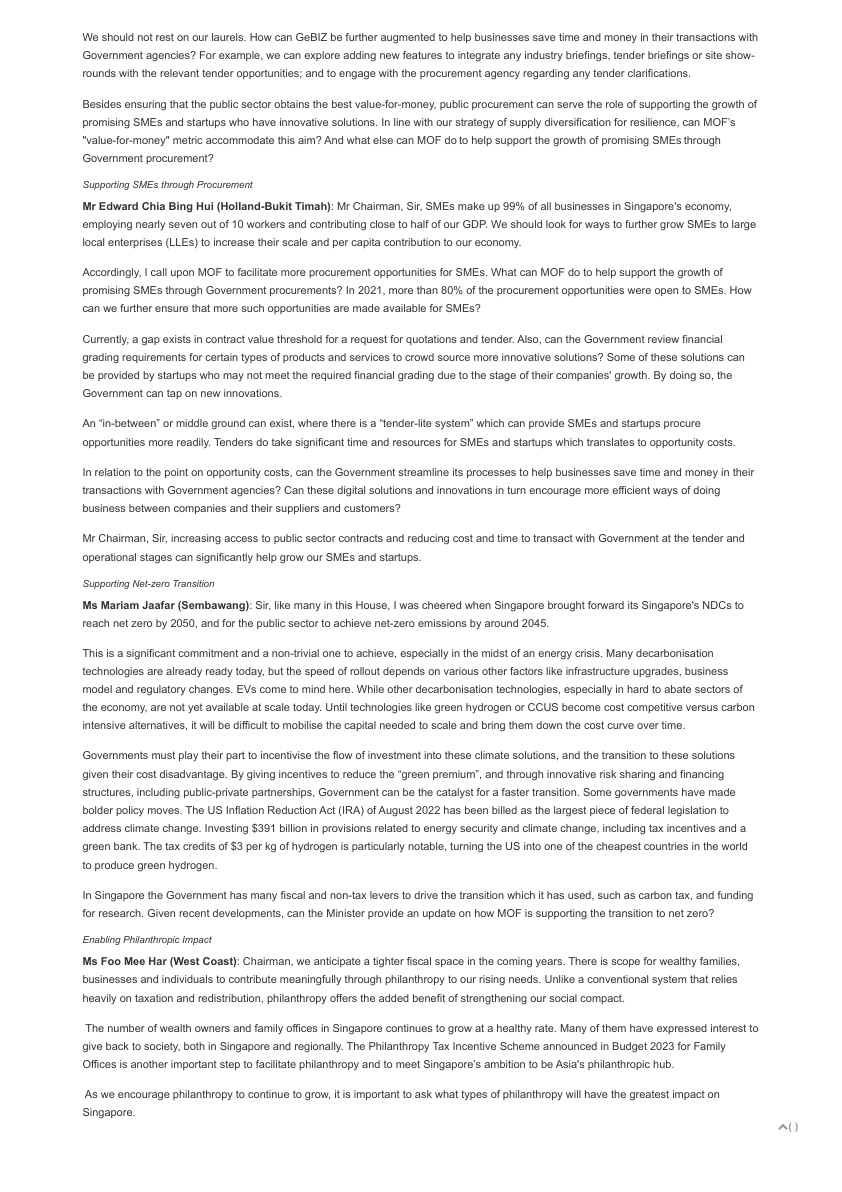 We should not rest on our laurels. How can GeBIZ be further augmented to help businesses save time and money in their transactions with
Government agencies? For example, we can explore adding new features to integrate any industry briefings, tender briefings or site show-
rounds with the relevant tender opportunities; and to engage with the procurement agency regarding any tender clarifications.
Besides ensuring that the public sector obtains the best value-for-money, public procurement can serve the role of supporting the growth of
promising SMEs and startups who have innovative solutions. In line with our strategy of supply diversification for resilience, can MOF's
"value-for-money" metric accommodate this aim? And what else can MOF do to help support the growth of promising SMEs through
Government procurement?
Supporting SMEs through Procurement
Mr Edward Chia Bing Hui (Holland-Bukit Timah): Mr Chairman, Sir, SMEs make up 99% of all businesses in Singapore's economy,
employing nearly seven out of 10 workers and contributing close to half of our GDP. We should look for ways to further grow SMEs to large
local enterprises (LLEs) to increase their scale and per capita contribution to our economy.
Accordingly, I call upon MOF to facilitate more procurement opportunities for SMEs. What can MOF do to help support the growth of
promising SMEs through Government procurements? In 2021, more than 80% of the procurement opportunities were open to SMEs. How
can we further ensure that more such opportunities are made available for SMEs?
Currently, a gap exists in contract value threshold for a request for quotations and tender. Also, can the Government review financial
grading requirements for certain types of products and services to crowd source more innovative solutions? Some of these solutions can
be provided by startups who may not meet the required financial grading due to the stage of their companies' growth. By doing so, the
Government can tap on new innovations.
An “in-between” or middle ground can exist, where there is a “tender-lite system” which can provide SMEs and startups procure
opportunities more readily. Tenders do take significant time and resources for SMEs and startups which translates to opportunity costs.
In relation to the point on opportunity costs, can the Government streamline its processes to help businesses save time and money in their
transactions with Government agencies? Can these digital solutions and innovations in turn encourage more efficient ways of doing
business between companies and their suppliers and customers?
Mr Chairman, Sir, increasing access to public sector contracts and reducing cost and time to transact with Government at the tender and
operational stages can significantly help grow our SMEs and startups.
Supporting Net-zero Transition
Ms Mariam Jaafar (Sembawang): Sir, like many in this House, I was cheered when Singapore brought forward its Singapore's NDCs to
reach net zero by 2050, and for the public sector to achieve net-zero emissions by around 2045.
This is a significant commitment and a non-trivial one to achieve, especially in the midst of an energy crisis. Many decarbonisation
technologies are already ready today, but the speed of rollout depends on various other factors like infrastructure upgrades, business
model and regulatory changes. EVs come to mind here. While other decarbonisation technologies, especially in hard to abate sectors of
the economy, are not yet available at scale today. Until technologies like green hydrogen or CCUS become cost competitive versus carbon
intensive alternatives, it will be difficult to mobilise the capital needed to scale and bring them down the cost curve over time.
Governments must play their part to incentivise the flow of investment into these climate solutions, and the transition to these solutions
given their cost disadvantage. By giving incentives to reduce the “green premium”, and through innovative risk sharing and financing
structures, including public-private partnerships, Government can be the catalyst for a faster transition. Some governments have made
bolder policy moves. The US Inflation Reduction Act (IRA) of August 2022 has been billed as the largest piece of federal legislation to
address climate change. Investing $391 billion in provisions related to energy security and climate change, including tax incentives and a
green bank. The tax credits of $3 per kg of hydrogen is particularly notable, turning the US into one of the cheapest countries in the world
to produce green hydrogen.
In Singapore the Government has many fiscal and non-tax levers to drive the transition which it has used, such as carbon tax, and funding
for research. Given recent developments, can the Minister provide an update on how MOF is supporting the transition to net zero?
Enabling Philanthropic Impact
Ms Foo Mee Har (West Coast): Chairman, we anticipate a tighter fiscal space in the coming years. There is scope for wealthy families,
businesses and individuals to contribute meaningfully through philanthropy to our rising needs. Unlike a conventional system that relies
heavily on taxation and redistribution, philanthropy offers the added benefit of strengthening our social compact.
The number of wealth owners and family offices in Singapore continues to grow at a healthy rate. Many of them have expressed interest to
give back to society, both in Singapore and regionally. The Philanthropy Tax Incentive Scheme announced in Budget 2023 for Family
Offices is another important step to facilitate philanthropy and to meet Singapore's ambition to be Asia's philanthropic hub.
As we encourage philanthropy to continue to grow, it is important to ask what types of philanthropy will have the greatest impact on
Singapore.
( )